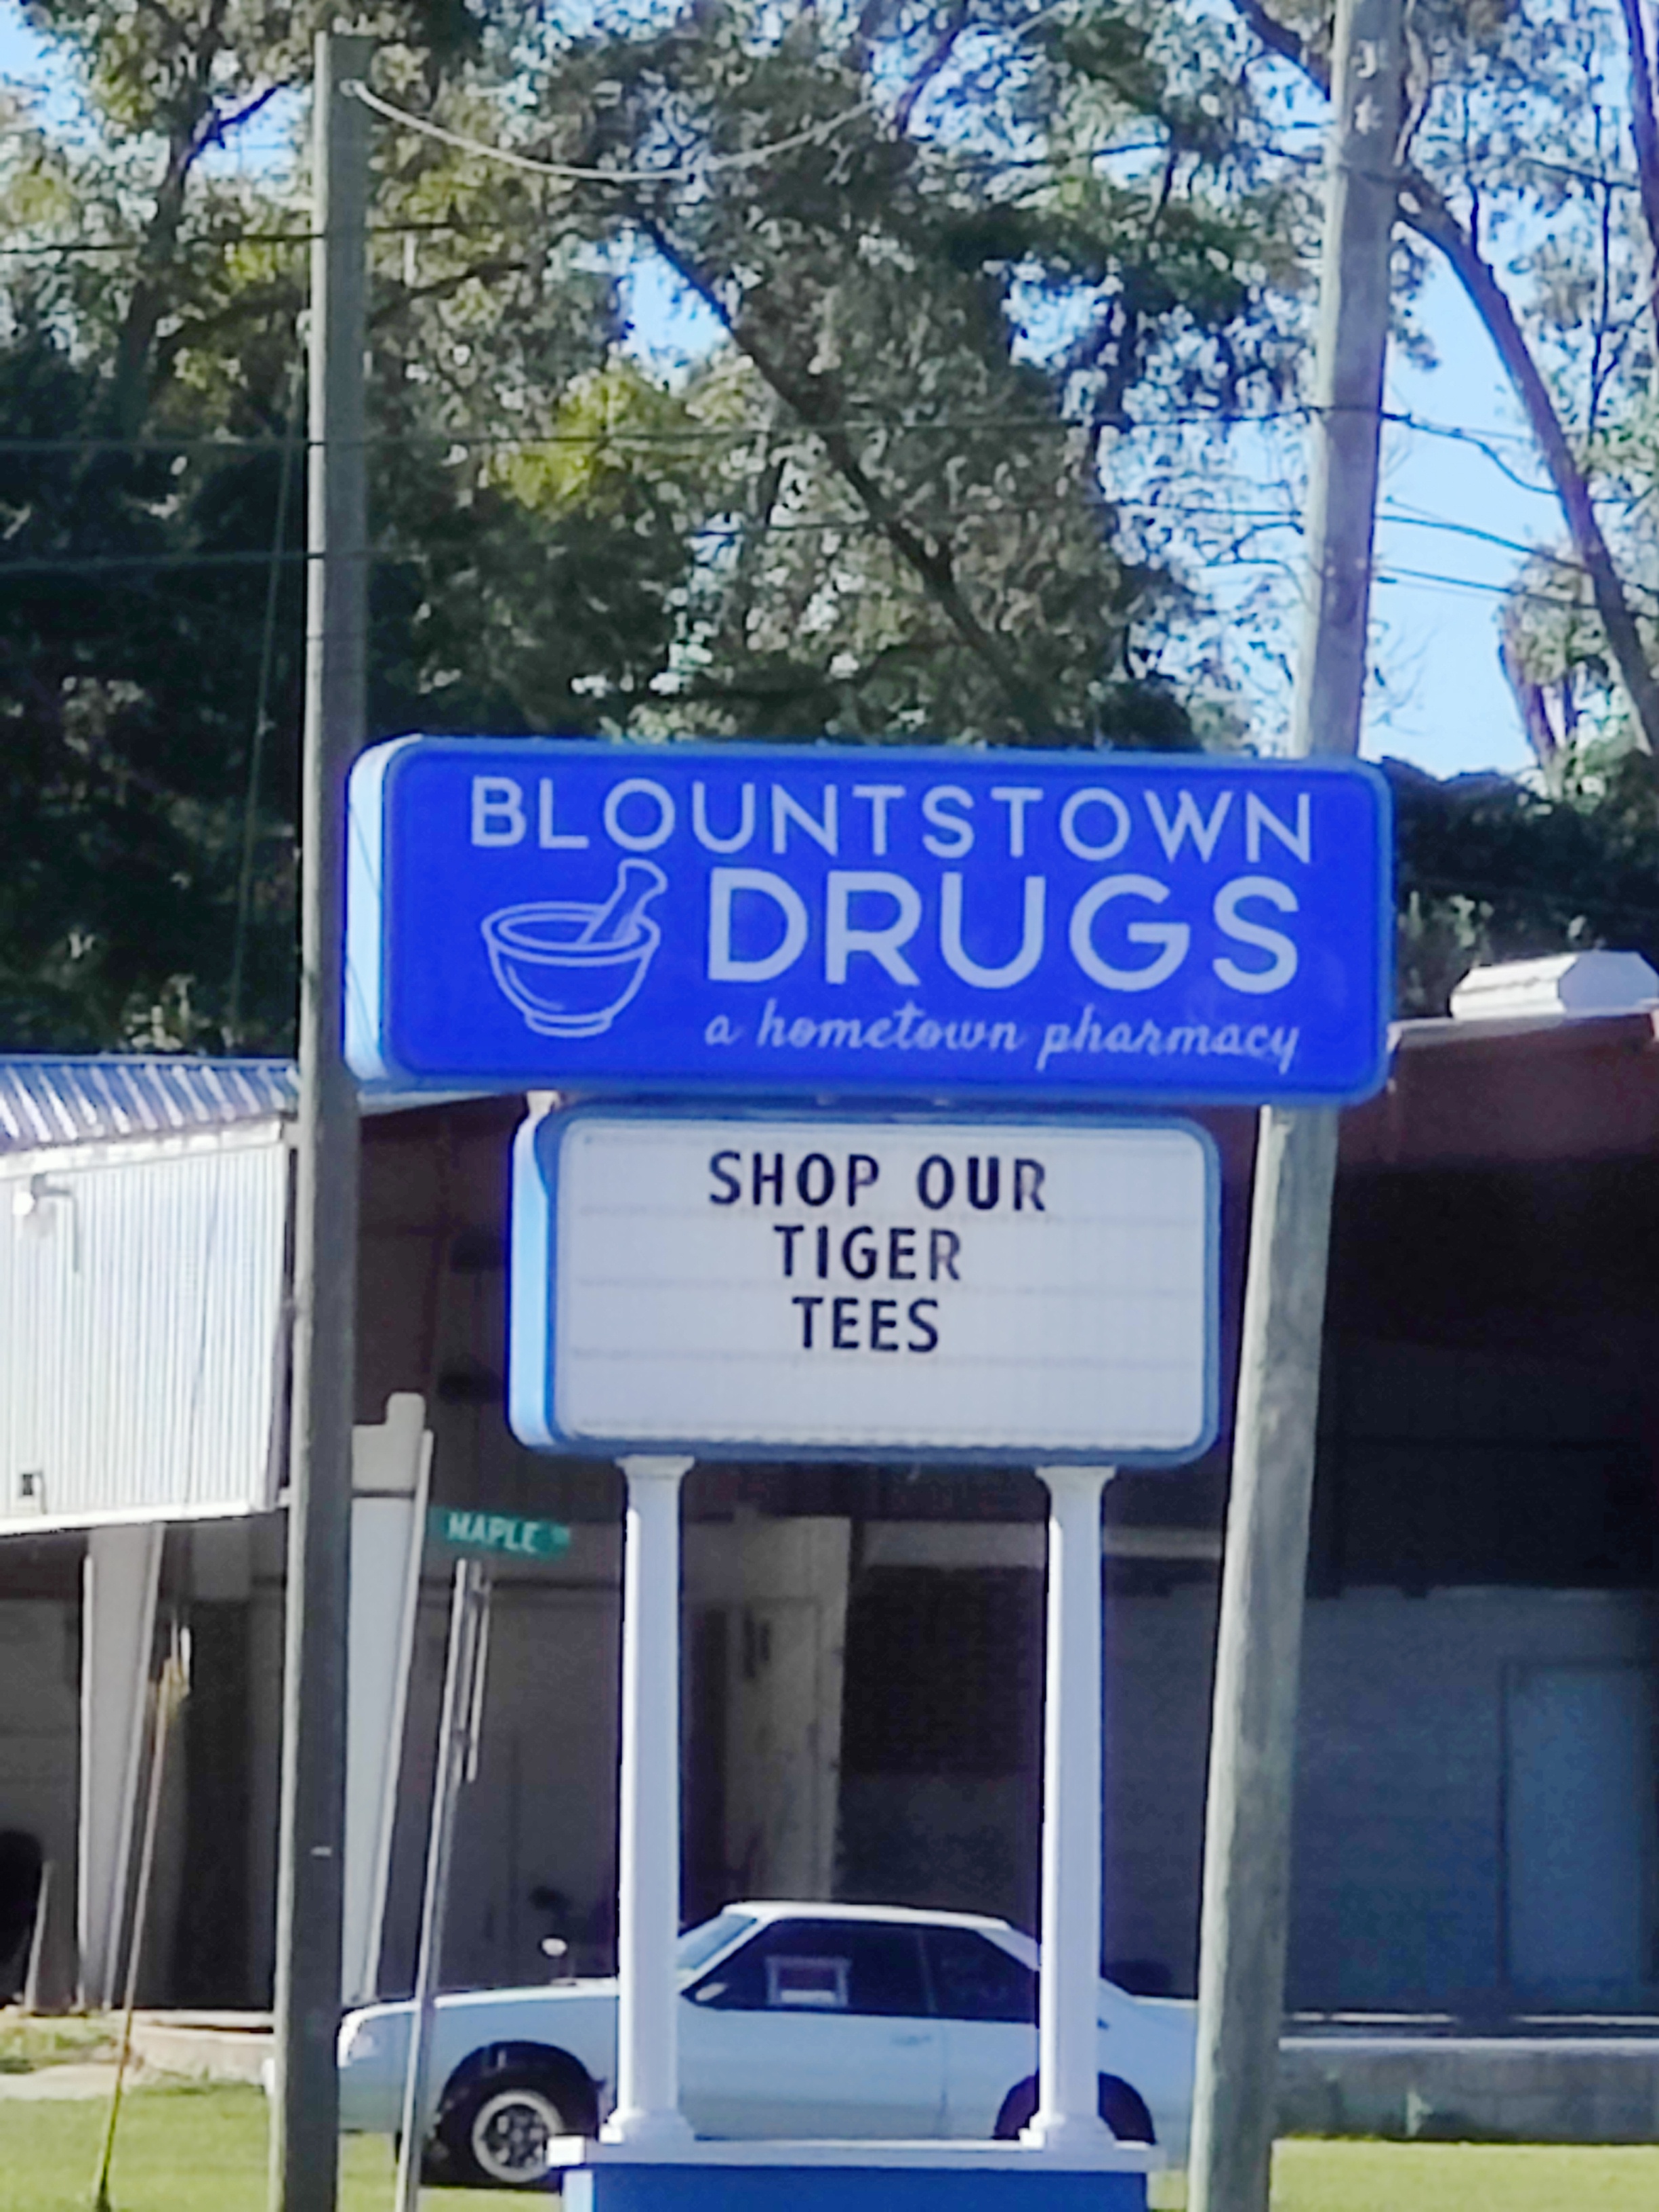 BLOUNTSTOWN
DRUGS
a hometown pharmacy
SHOP OUR
TIGER
TEES
MAPLE